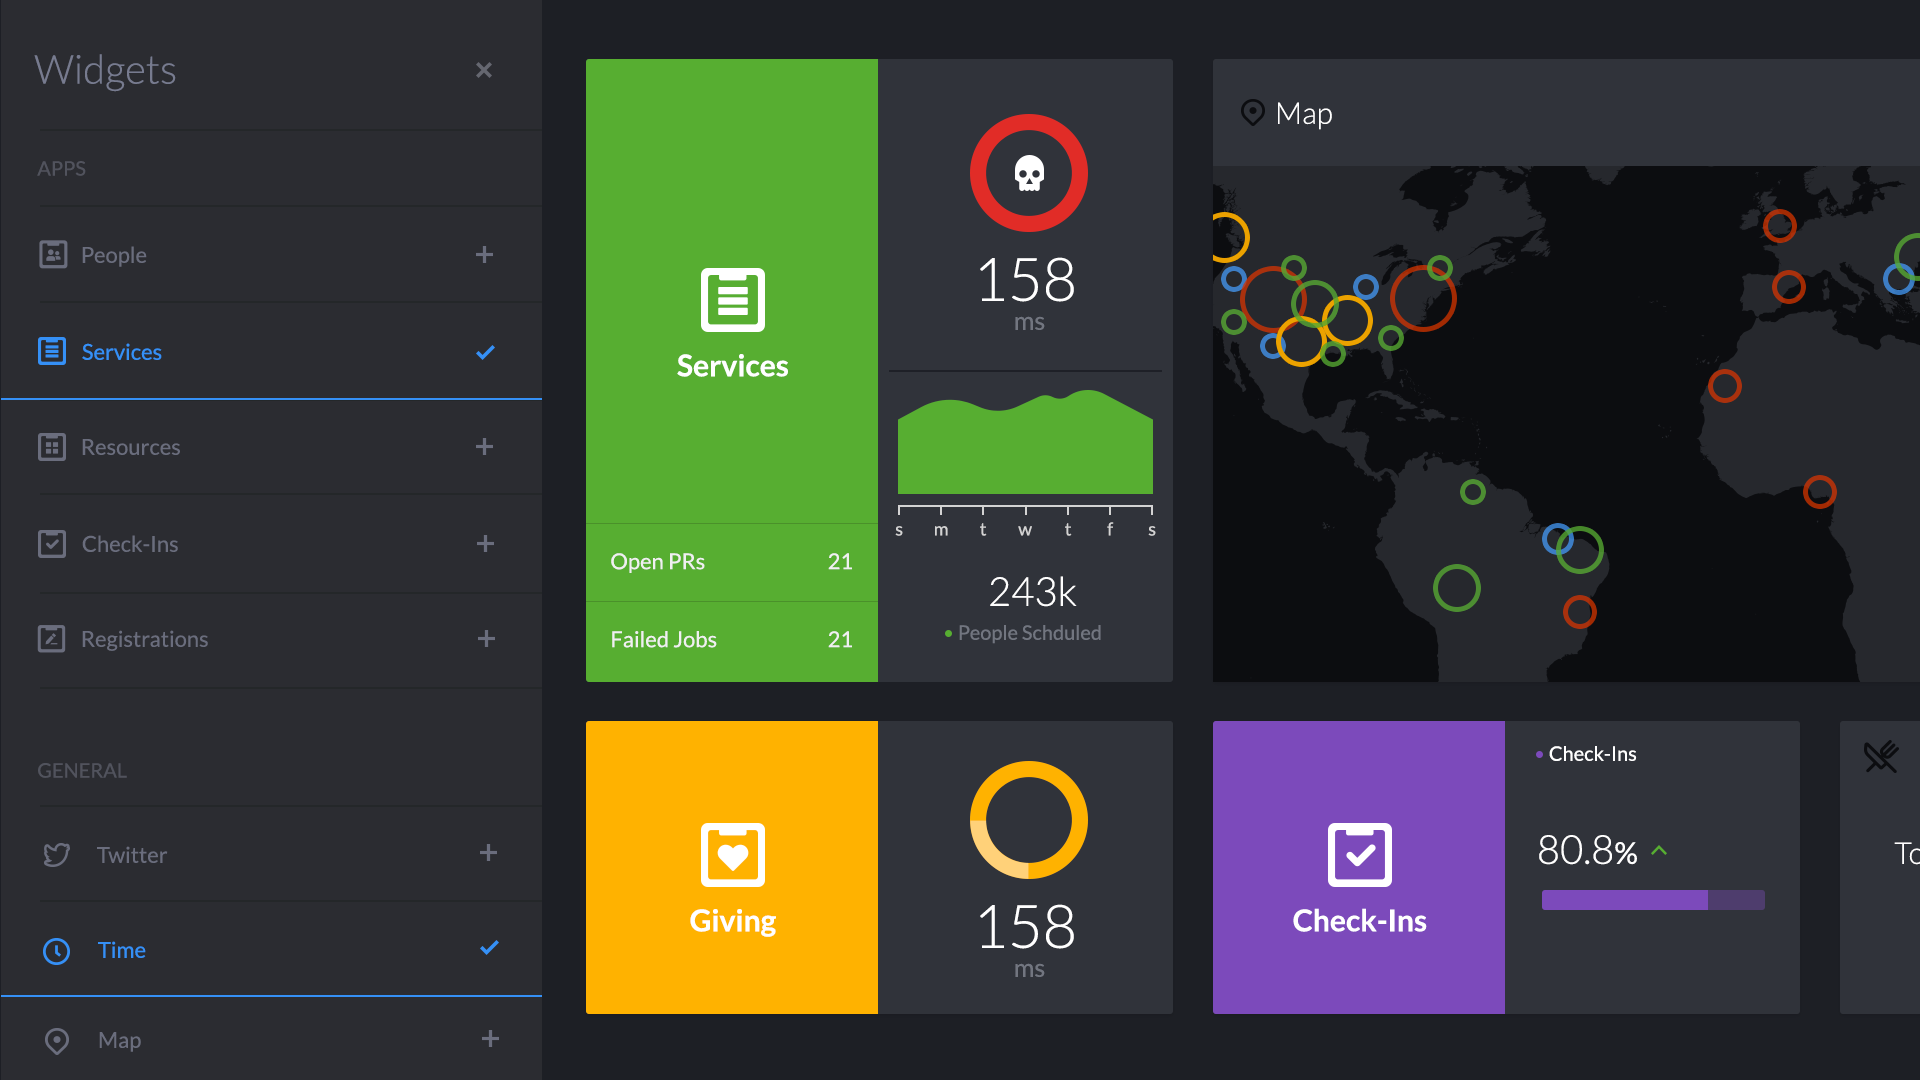 Widgets
APPS
People
Services
Resources
Check-Ins
Registrations
GENERAL
Twitter
Time
Map
Services
Open PRs 21
Failed Jobs 21
158
ms
s m t w t f s
243k
People Schduled
Map
Giving
158
ms
Check-Ins
Check-Ins
80.8%